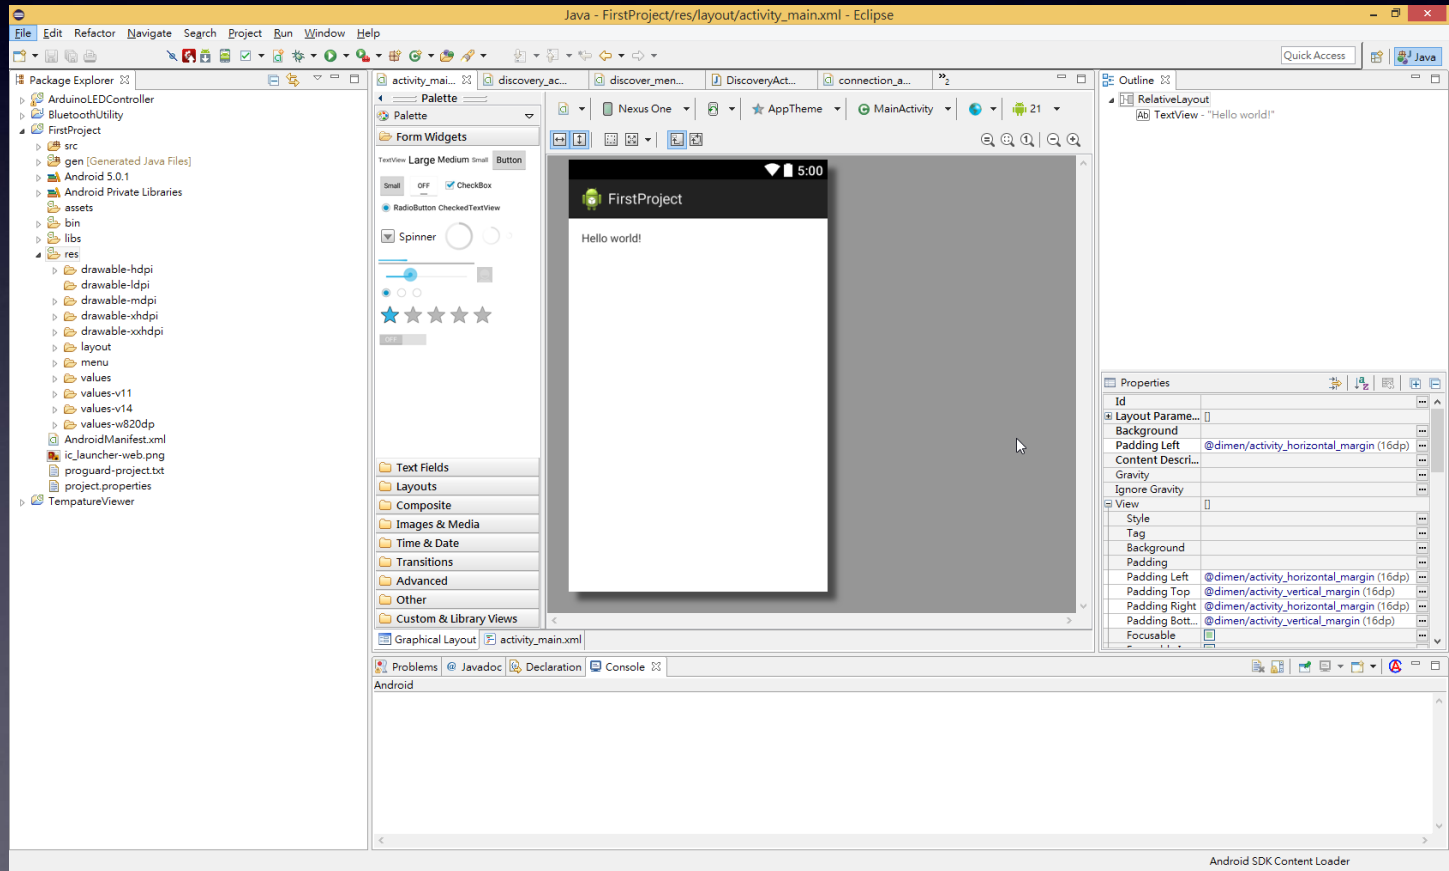 Java - FirstProject/res/layout/activity_main.xml - Eclipse
File Edit Refactor Navigate Search Project Run Window Help
Quick Access
Java
Package Explorer
ArduinoLEDController
BluetoothUtility
FirstProject
src
gen [Generated Java Files]
Android 5.0.1
Android Private Libraries
assets
bin
libs
res
drawable-hdpi
drawable-ldpi
drawable-mdpi
drawable-xhdpi
drawable-xxhdpi
layout
menu
values
values-v11
values-v14
values-w820dp
AndroidManifest.xml
ic_launcher-web.png
proguard-project.txt
project.properties
TempatureViewer
activity_mai... discovery_ac... discover_men... DiscoveryAct... connection_a... »2
Palette
Palette
Form Widgets
TextView Large Medium Small Button
Small OFF CheckBox
RadioButton CheckedTextView
Spinner
OFF
Text Fields
Layouts
Composite
Images & Media
Time & Date
Transitions
Advanced
Other
Custom & Library Views
Graphical Layout activity_main.xml
Nexus One AppTheme MainActivity 21
5:00
FirstProject
Hello world!
Outline
RelativeLayout
Ab TextView - "Hello world!"
Properties
Id
Layout Parame... []
Background
Padding Left @dimen/activity_horizontal_margin (16dp)
Content Descri...
Gravity
Ignore Gravity
View []
Style
Tag
Background
Padding
Padding Left @dimen/activity_horizontal_margin (16dp)
Padding Top @dimen/activity_vertical_margin (16dp)
Padding Right @dimen/activity_horizontal_margin (16dp)
Padding Bott... @dimen/activity_vertical_margin (16dp)
Focusable
Problems @ Javadoc Declaration Console
Android
Android SDK Content Loader